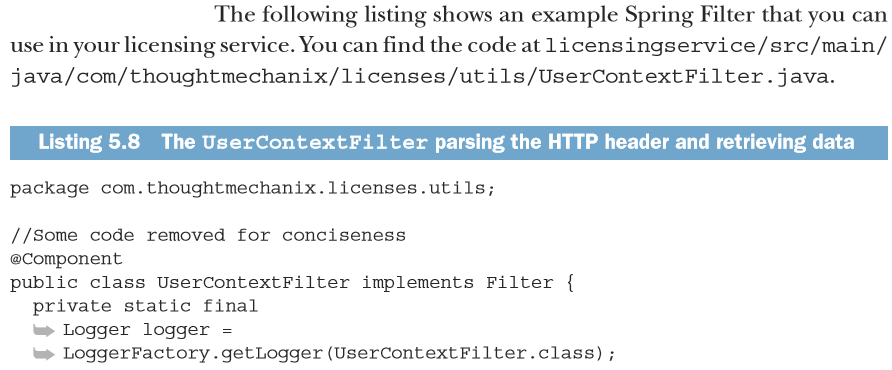 The following listing shows an example Spring Filter that you can
use in your licensing service. You can find the code at licensingservice/src/main/
java/com/thoughtmechanix/licenses/utils/UserContextFilter.java.
Listing 5.8 The UserContextFilter parsing the HTTP header and retrieving data
package com.thoughtmechanix.licenses.utils;
//Some code removed for conciseness
@Component
public class UserContextFilter implements Filter {
private static final
Logger logger =
LoggerFactory.getLogger(UserContextFilter.class);